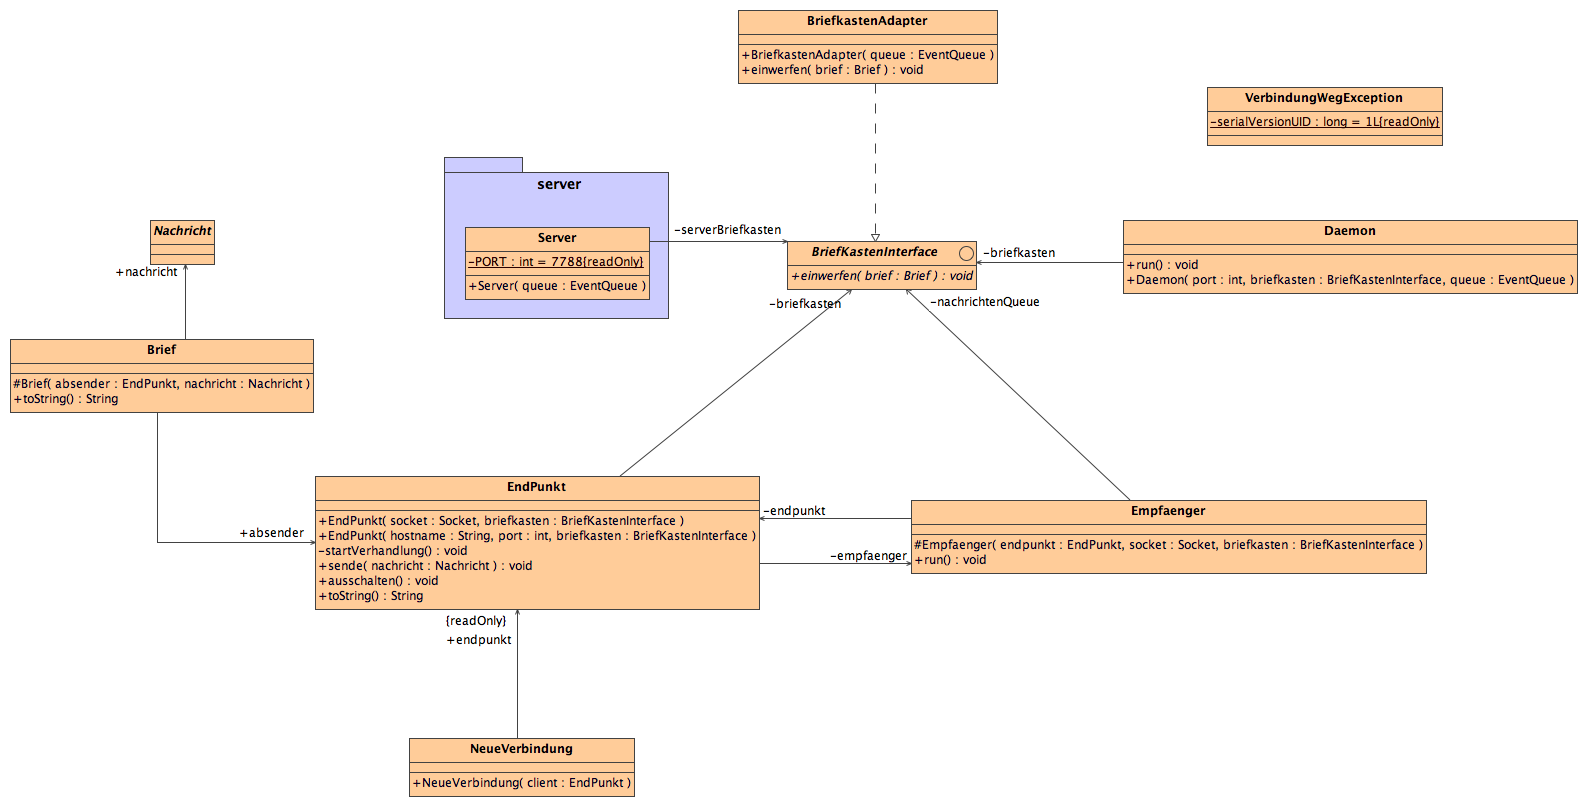 BriefkastenAdapter
+BriefkastenAdapter( queue : EventQueue )
+einwerfen( brief : Brief ) : void
VerbindungWegException
-serialVersionUID : long = 1L{readOnly}
server
Server
-PORT : int = 7788{readOnly}
+Server( queue : EventQueue )
-serverBriefkasten
BriefKastenInterface
+einwerfen( brief : Brief ) : void
-briefkasten
Daemon
+run() : void
+Daemon( port : int, briefkasten : BriefKastenInterface, queue : EventQueue )
Nachricht
+nachricht
-briefkasten
-nachrichtenQueue
Brief
#Brief( absender : EndPunkt, nachricht : Nachricht )
+toString() : String
+absender
EndPunkt
+EndPunkt( socket : Socket, briefkasten : BriefKastenInterface )
+EndPunkt( hostname : String, port : int, briefkasten : BriefKastenInterface )
-startVerhandlung() : void
+sende( nachricht : Nachricht ) : void
+ausschalten() : void
+toString() : String
-endpunkt
-empfaenger
Empfaenger
#Empfaenger( endpunkt : EndPunkt, socket : Socket, briefkasten : BriefKastenInterface )
+run() : void
{readOnly}
+endpunkt
NeueVerbindung
+NeueVerbindung( client : EndPunkt )